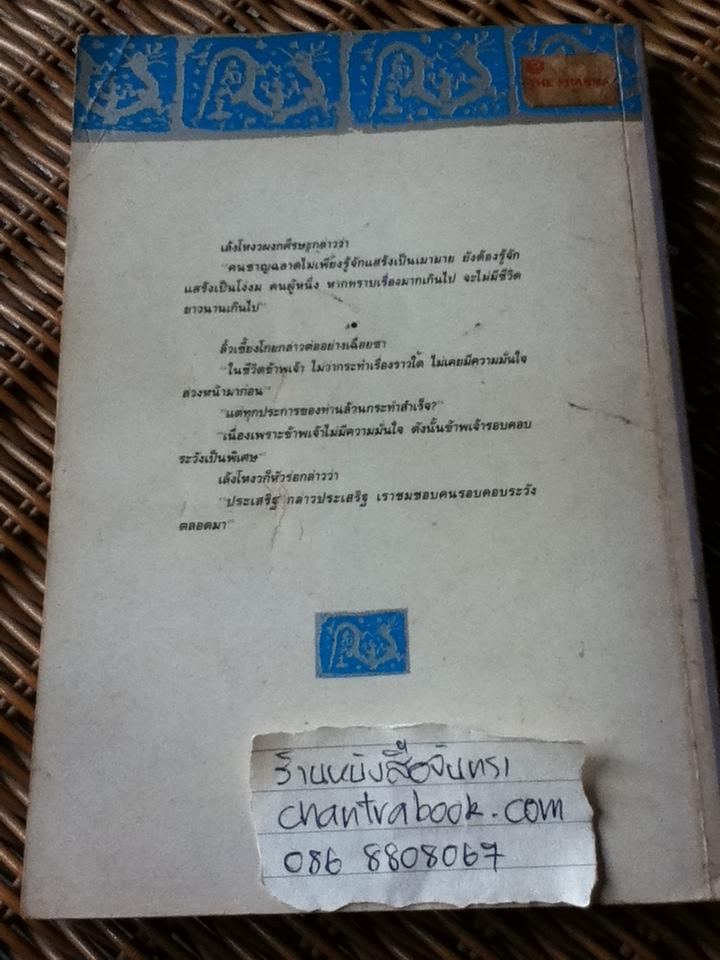 THE PHARMA
เล้งโหงวผงกศีรษะกล่าวว่า
"คนชาญฉลาดไม่เพียงรู้จักแสร้งเป็นเมามาย ยังต้องรู้จัก
แสร้งเป็นโง่งม คนผู้หนึ่ง หากทราบเรื่องมากเกินไป จะไม่มีชีวิต
ยาวนานเกินไป"
ลิ้วเซี้ยงโกยกล่าวต่ออย่างเฉื่อยชา
"ในชีวิตข้าพเจ้า ไม่ว่ากระทำเรื่องราวใด ไม่เคยมีความมั่นใจ
ล่วงหน้ามาก่อน"
"แต่ทุกประการของท่านล้วนกระทำสำเร็จ?"
"เนื่องเพราะข้าพเจ้าไม่มีความมั่นใจ ดังนั้นข้าพเจ้ารอบคอบ
ระวังเป็นพิเศษ"
เล้งโหงวก็หัวร่อกล่าวว่า
"ประเสริฐ กล่าวประเสริฐ เราชมชอบคนรอบคอบระวัง
ตลอดมา"
ร้านหนังสือจันทรา
chantrabook.com
086 8808067